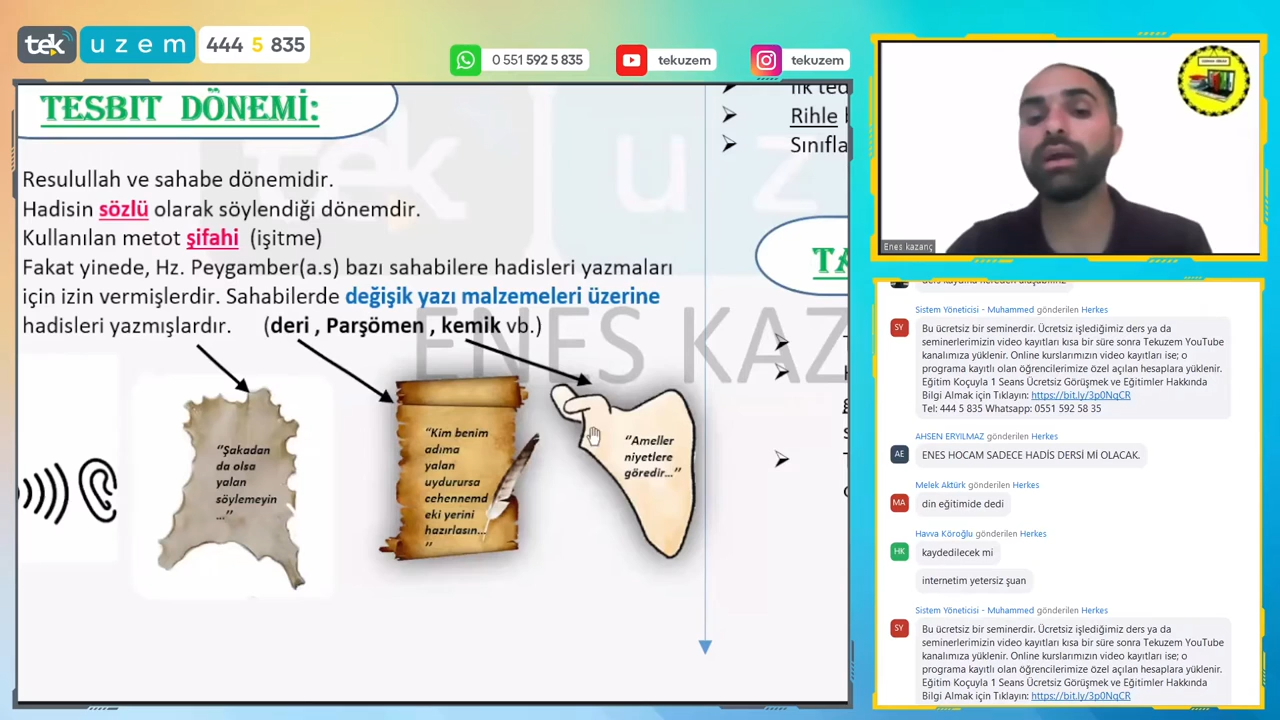 tek
uzem
444 5 835
0 551 592 5 835
tekuzem
tekuzem
TESBİT DÖNEMİ:
Resulullah ve sahabe dönemidir.
Hadisin sözlü olarak söylendiği dönemdir.
Kullanılan metot şifahi (işitme)
Fakat yinede, Hz. Peygamber(a.s) bazı sahabilere hadisleri yazmaları
için izin vermişlerdir. Sahabilerde değişik yazı malzemeleri üzerine
hadisleri yazmışlardır. (deri , Parşömen , kemik vb.)
ENES KAZ
‘’Şakadan
da olsa
yalan
söylemeyin
...’’
“Kim benim
adıma
yalan
uydurursa
cehennemd
eki yerini
hazırlasın...
’’
‘’Ameller
niyetlere
göredir...’’
Rihle
Sınıfla
TA
Enes kazanç
Sistem Yöneticisi - Muhammed gönderilen Herkes
SY
Bu ücretsiz bir seminerdir. Ücretsiz işlediğimiz ders ya da
seminerlerimizin video kayıtları kısa bir süre sonra Tekuzem YouTube
kanalımıza yüklenir. Online kurslarımızın video kayıtları ise; o
programa kayıtlı olan öğrencilerimize özel açılan hesaplara yüklenir.
Eğitim Koçuyla 1 Seans Ücretsiz Görüşmek ve Eğitimler Hakkında
Bilgi Almak için Tıklayın: https://bit.ly/3p0NqCR
Tel: 444 5 835 Whatsapp: 0551 592 58 35
AHSEN ERYILMAZ gönderilen Herkes
AE
ENES HOCAM SADECE HADİS DERSİ Mİ OLACAK.
Melek Aktürk gönderilen Herkes
MA
din eğitimide dedi
Havva Köroğlu gönderilen Herkes
HK
kaydedilecek mi
internetim yetersiz şuan
Sistem Yöneticisi - Muhammed gönderilen Herkes
SY
Bu ücretsiz bir seminerdir. Ücretsiz işlediğimiz ders ya da
seminerlerimizin video kayıtları kısa bir süre sonra Tekuzem YouTube
kanalımıza yüklenir. Online kurslarımızın video kayıtları ise; o
programa kayıtlı olan öğrencilerimize özel açılan hesaplara yüklenir.
Eğitim Koçuyla 1 Seans Ücretsiz Görüşmek ve Eğitimler Hakkında
Bilgi Almak için Tıklayın: https://bit.ly/3p0NqCR